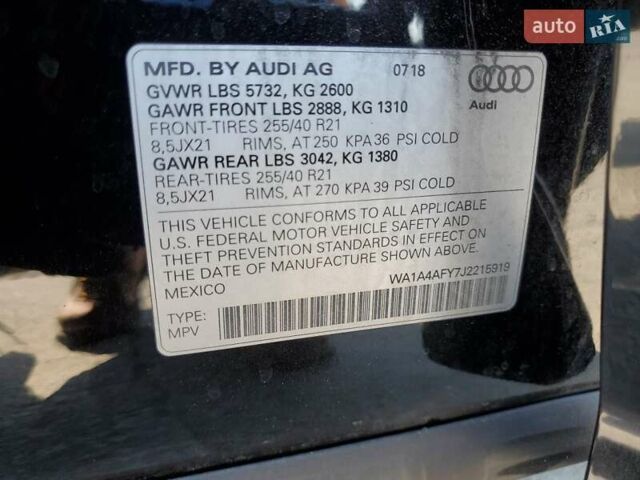 auto RIA.com
MFD. BY AUDI AG 0718
GVWR LBS 5732, KG 2600
GAWR FRONT LBS 2888, KG 1310
FRONT-TIRES 255/40 R21
8,5JX21 RIMS, AT 250 KPA 36 PSI COLD
GAWR REAR LBS 3042, KG 1380
REAR-TIRES 255/40 R21
8,5JX21 RIMS, AT 270 KPA 39 PSI COLD
Audi
THIS VEHICLE CONFORMS TO ALL APPLICABLE
U.S. FEDERAL MOTOR VEHICLE SAFETY AND
THEFT PREVENTION STANDARDS IN EFFECT ON
THE DATE OF MANUFACTURE SHOWN ABOVE.
MEXICO WA1A4AFY7J2215919
TYPE:
MPV